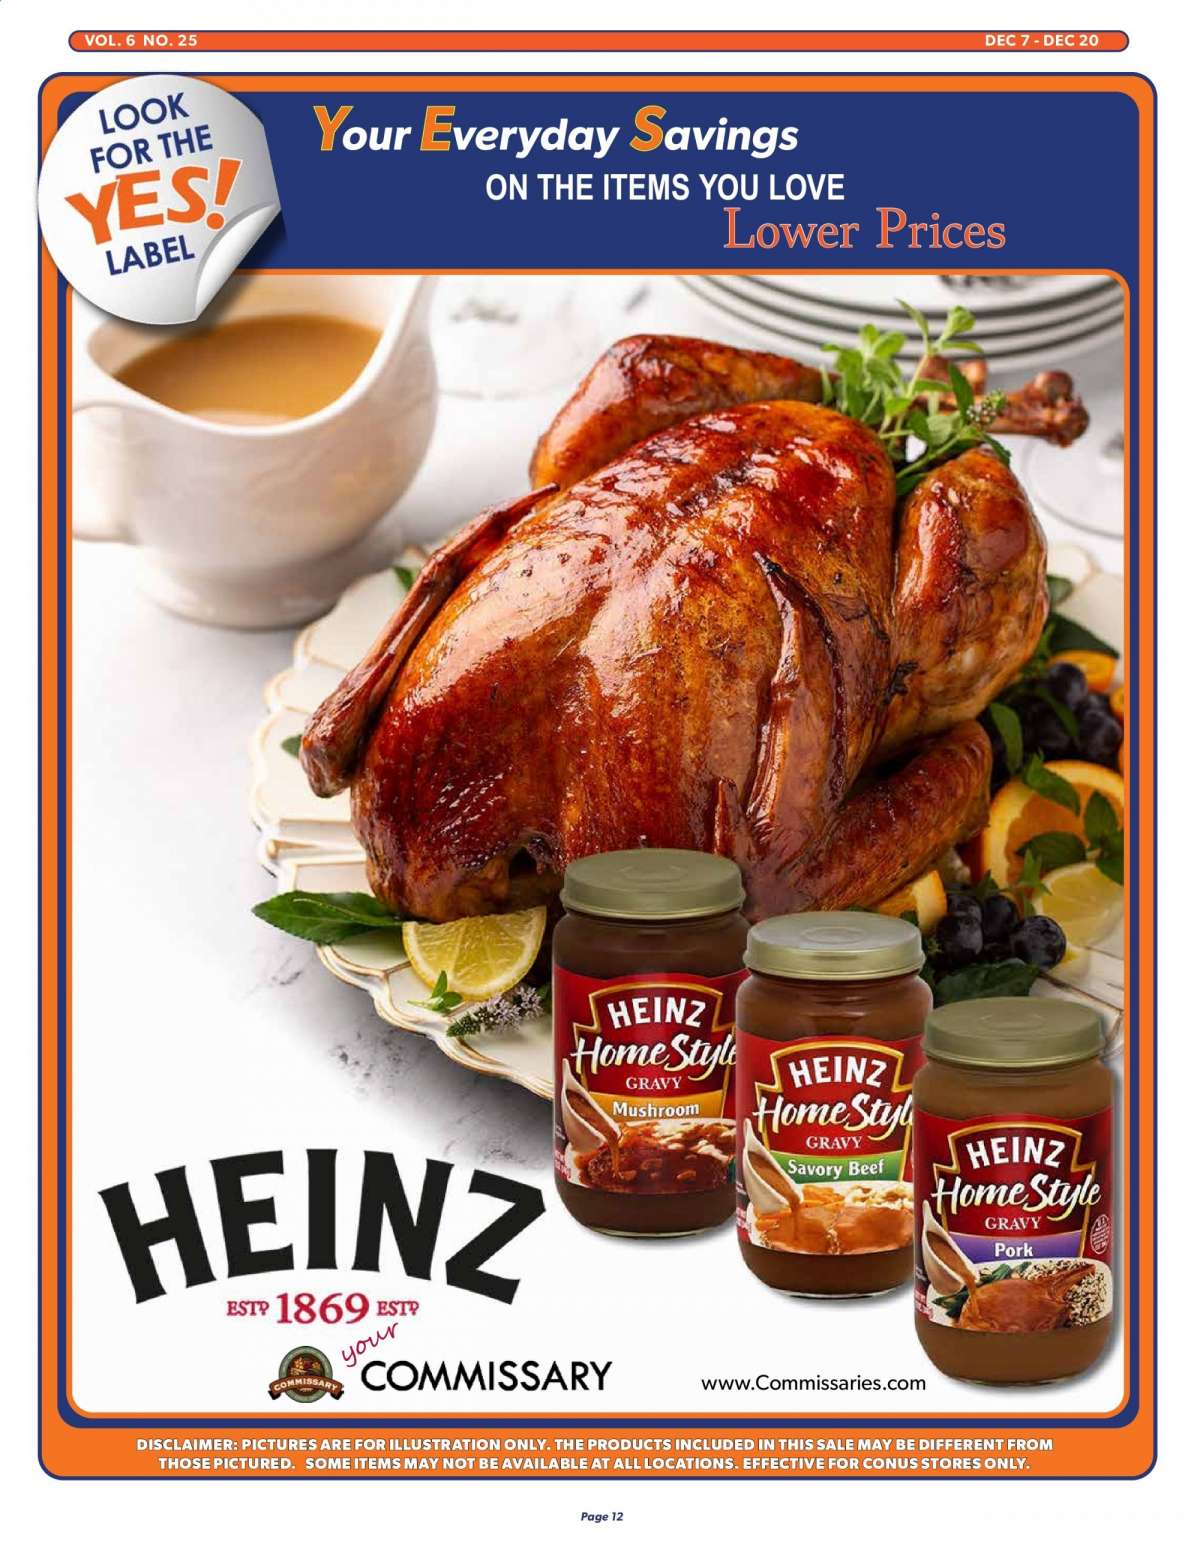 VOL. 6 NO. 25
DEC 7 - DEC 20
LOOK
FOR THE
YES!
LABEL
Your Everyday Savings
ON THE ITEMS YOU LOVE
Lower Prices
HEINZ
HomeStyle
GRAVY
Mushroom
HEINZ
HomeStyl
GRAVY
Savory Beef
HEINZ
HomeStyle
GRAVY
Pork
HEINZ
ESTD 1869 ESTD
COMMISSARY
your
COMMISSARY
www.Commissaries.com
DISCLAIMER: PICTURES ARE FOR ILLUSTRATION ONLY. THE PRODUCTS INCLUDED IN THIS SALE MAY BE DIFFERENT FROM
THOSE PICTURED. SOME ITEMS MAY NOT BE AVAILABLE AT ALL LOCATIONS. EFFECTIVE FOR CONUS STORES ONLY.
Page 12